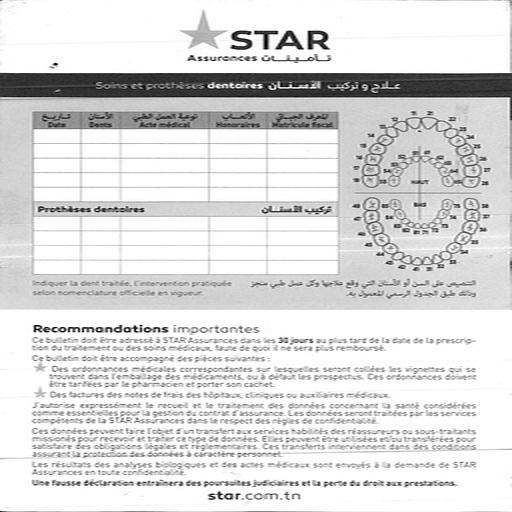 STAR
Assurances تـأمـيـنـات
Soins et prothèses dentaires علاج و تركيب الأسـنـان
تـاريـخ الأسنان نوعية العمل الطبي الأتعاب المعرف الجبائي
Date Dents Acte médical Honoraires Matricule fiscal
Prothèses dentaires تركيب الأسـنـان
HAUT
BAS
Indiquer la dent traitée, l'intervention pratiquée
selon nomenclature officielle en vigueur.
التنصيص على السن أو الأسنان التي وقع علاجها وكل عمل طبي منجز
وذلك طبق الجدول الرسمي المعمول به.
Recommandations importantes
Ce bulletin doit être adressé à STAR Assurances dans les 30 jours au plus tard de la date de la prescrip-
tion du traitement ou des soins médicaux, faute de quoi il ne sera plus remboursé.
Ce bulletin doit être accompagné des pièces suivantes :
Des ordonnances médicales correspondantes sur lesquelles seront collées les vignettes qui se
trouvent dans l'emballage des médicaments, ou à défaut les prospectus. Ces ordonnances doivent
être tarifées par le pharmacien et porter son cachet.
Des factures des notes de frais des hôpitaux, cliniques ou auxiliaires médicaux.
J'autorise expressément le recueil et le traitement des données concernant la santé considérées
comme essentielles pour la gestion du contrat d'assurance. Les données seront traitées par les services
compétents de la STAR Assurances dans le respect des règles de confidentialité.
Ces données peuvent faire l'objet d'un transfert aux services habilités des réassureurs ou sous-traitants
missionés pour recevoir et traiter ce type de données. Elles peuvent être utilisées et/ou transférées pour
satisfaire des obligations légales et réglementaires. Ces transferts interviennent dans des conditions
assurant la protection des données à caractère personnel.
Les résultats des analyses biologiques et des actes médicaux sont envoyés à la demande de STAR
Assurances en toute confidentialité.
Une fausse déclaration entraînera des poursuites judiciaires et la perte du droit aux prestations.
star.com.tn